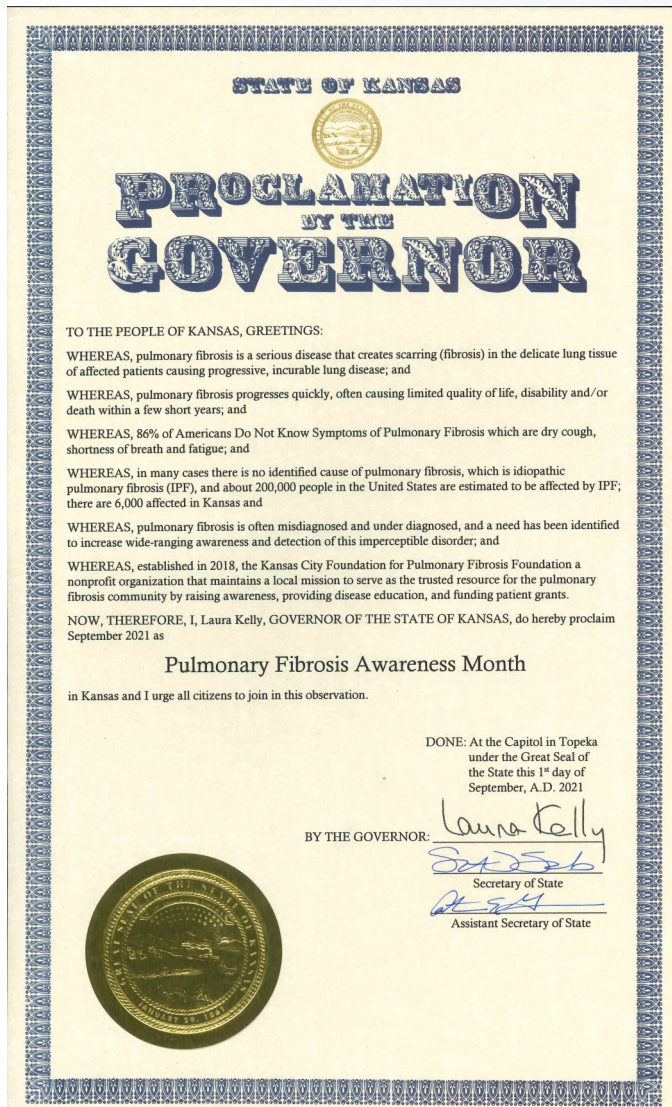 STATE OF KANSAS
PROCLAMATION
BY THE
GOVERNOR
TO THE PEOPLE OF KANSAS, GREETINGS:
WHEREAS, pulmonary fibrosis is a serious disease that creates scarring (fibrosis) in the delicate lung tissue
of affected patients causing progressive, incurable lung disease; and
WHEREAS, pulmonary fibrosis progresses quickly, often causing limited quality of life, disability and/or
death within a few short years; and
WHEREAS, 86% of Americans Do Not Know Symptoms of Pulmonary Fibrosis which are dry cough,
shortness of breath and fatigue; and
WHEREAS, in many cases there is no identified cause of pulmonary fibrosis, which is idiopathic
pulmonary fibrosis (IPF), and about 200,000 people in the United States are estimated to be affected by IPF;
there are 6,000 affected in Kansas and
WHEREAS, pulmonary fibrosis is often misdiagnosed and under diagnosed, and a need has been identified
to increase wide-ranging awareness and detection of this imperceptible disorder; and
WHEREAS, established in 2018, the Kansas City Foundation for Pulmonary Fibrosis Foundation a
nonprofit organization that maintains a local mission to serve as the trusted resource for the pulmonary
fibrosis community by raising awareness, providing disease education, and funding patient grants.
NOW, THEREFORE, I, Laura Kelly, GOVERNOR OF THE STATE OF KANSAS, do hereby proclaim
September 2021 as
Pulmonary Fibrosis Awareness Month
in Kansas and I urge all citizens to join in this observation.
DONE: At the Capitol in Topeka
under the Great Seal of
the State this 1st day of
September, A.D. 2021
BY THE GOVERNOR: Laura Kelly
Secretary of State
Assistant Secretary of State
GREAT SEAL OF THE STATE OF KANSAS
JANUARY 29, 1861